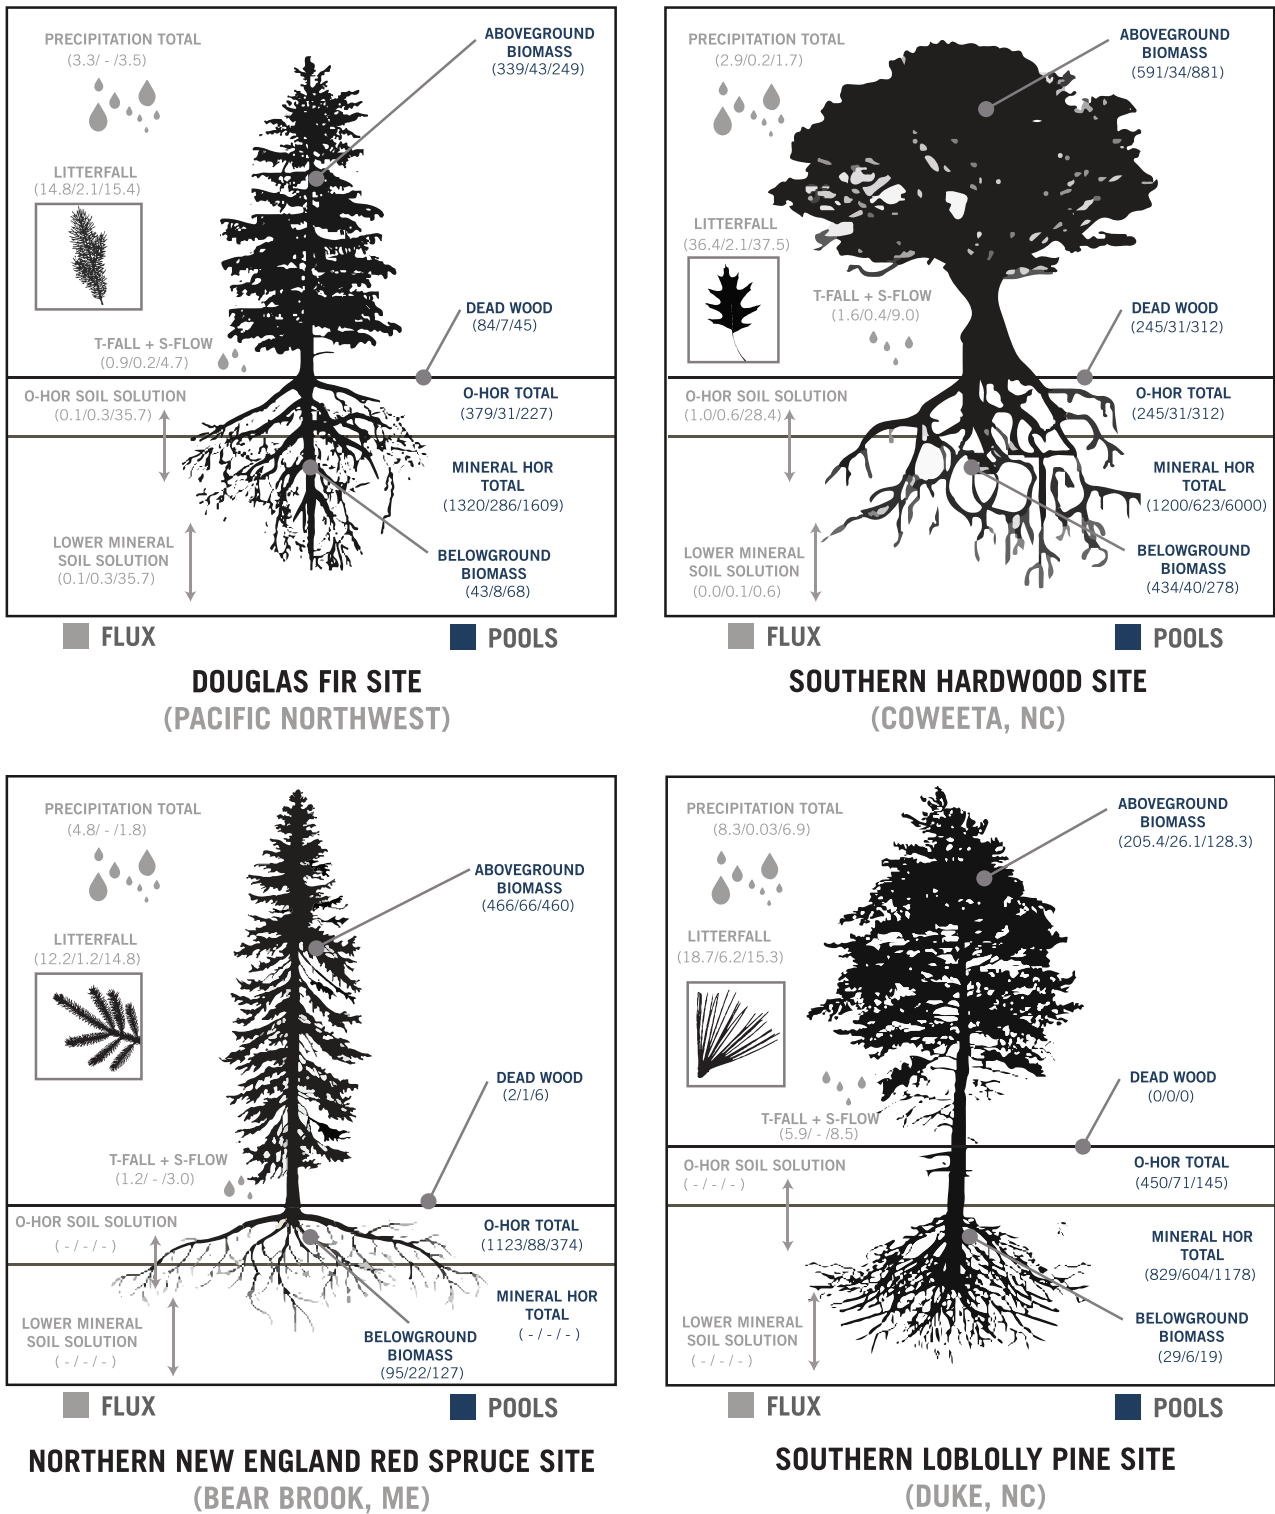 PRECIPITATION TOTAL
(3.3/ - /3.5)
ABOVEGROUND
BIOMASS
(339/43/249)
LITTERFALL
(14.8/2.1/15.4)
DEAD WOOD
(84/7/45)
T-FALL + S-FLOW
(0.9/0.2/4.7)
O-HOR SOIL SOLUTION
(0.1/0.3/35.7)
O-HOR TOTAL
(379/31/227)
MINERAL HOR
TOTAL
(1320/286/1609)
LOWER MINERAL
SOIL SOLUTION
(0.1/0.3/35.7)
BELOWGROUND
BIOMASS
(43/8/68)
FLUX
POOLS
DOUGLAS FIR SITE
(PACIFIC NORTHWEST)
PRECIPITATION TOTAL
(2.9/0.2/1.7)
ABOVEGROUND
BIOMASS
(591/34/881)
LITTERFALL
(36.4/2.1/37.5)
T-FALL + S-FLOW
(1.6/0.4/9.0)
DEAD WOOD
(245/31/312)
O-HOR SOIL SOLUTION
(1.0/0.6/28.4)
O-HOR TOTAL
(245/31/312)
MINERAL HOR
TOTAL
(1200/623/6000)
LOWER MINERAL
SOIL SOLUTION
(0.0/0.1/0.6)
BELOWGROUND
BIOMASS
(434/40/278)
FLUX
POOLS
SOUTHERN HARDWOOD SITE
(COWEETA, NC)
PRECIPITATION TOTAL
(4.8/ - /1.8)
ABOVEGROUND
BIOMASS
(466/66/460)
LITTERFALL
(12.2/1.2/14.8)
DEAD WOOD
(2/1/6)
T-FALL + S-FLOW
(1.2/ - /3.0)
O-HOR SOIL SOLUTION
( - / - / - )
O-HOR TOTAL
(1123/88/374)
MINERAL HOR
TOTAL
( - / - / - )
LOWER MINERAL
SOIL SOLUTION
( - / - / - )
BELOWGROUND
BIOMASS
(95/22/127)
FLUX
POOLS
NORTHERN NEW ENGLAND RED SPRUCE SITE
(BEAR BROOK, ME)
PRECIPITATION TOTAL
(8.3/0.03/6.9)
ABOVEGROUND
BIOMASS
(205.4/26.1/128.3)
LITTERFALL
(18.7/6.2/15.3)
DEAD WOOD
(0/0/0)
T-FALL + S-FLOW
(5.9/ - /8.5)
O-HOR SOIL SOLUTION
( - / - / - )
O-HOR TOTAL
(450/71/145)
MINERAL HOR
TOTAL
(829/604/1178)
LOWER MINERAL
SOIL SOLUTION
( - / - / - )
BELOWGROUND
BIOMASS
(29/6/19)
FLUX
POOLS
SOUTHERN LOBLOLLY PINE SITE
(DUKE, NC)